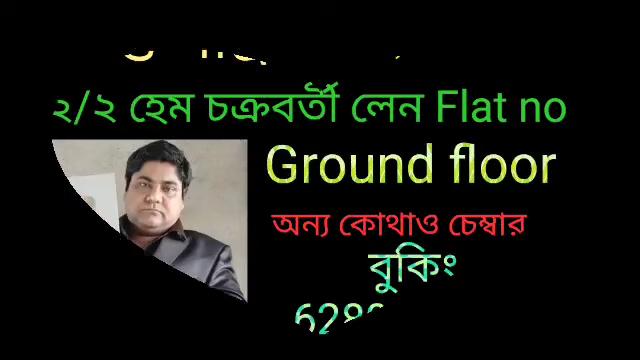 ২/২ হেম চক্রবর্তী লেন Flat no
Ground floor
অন্য কোথাও চেম্বার
বুকিং